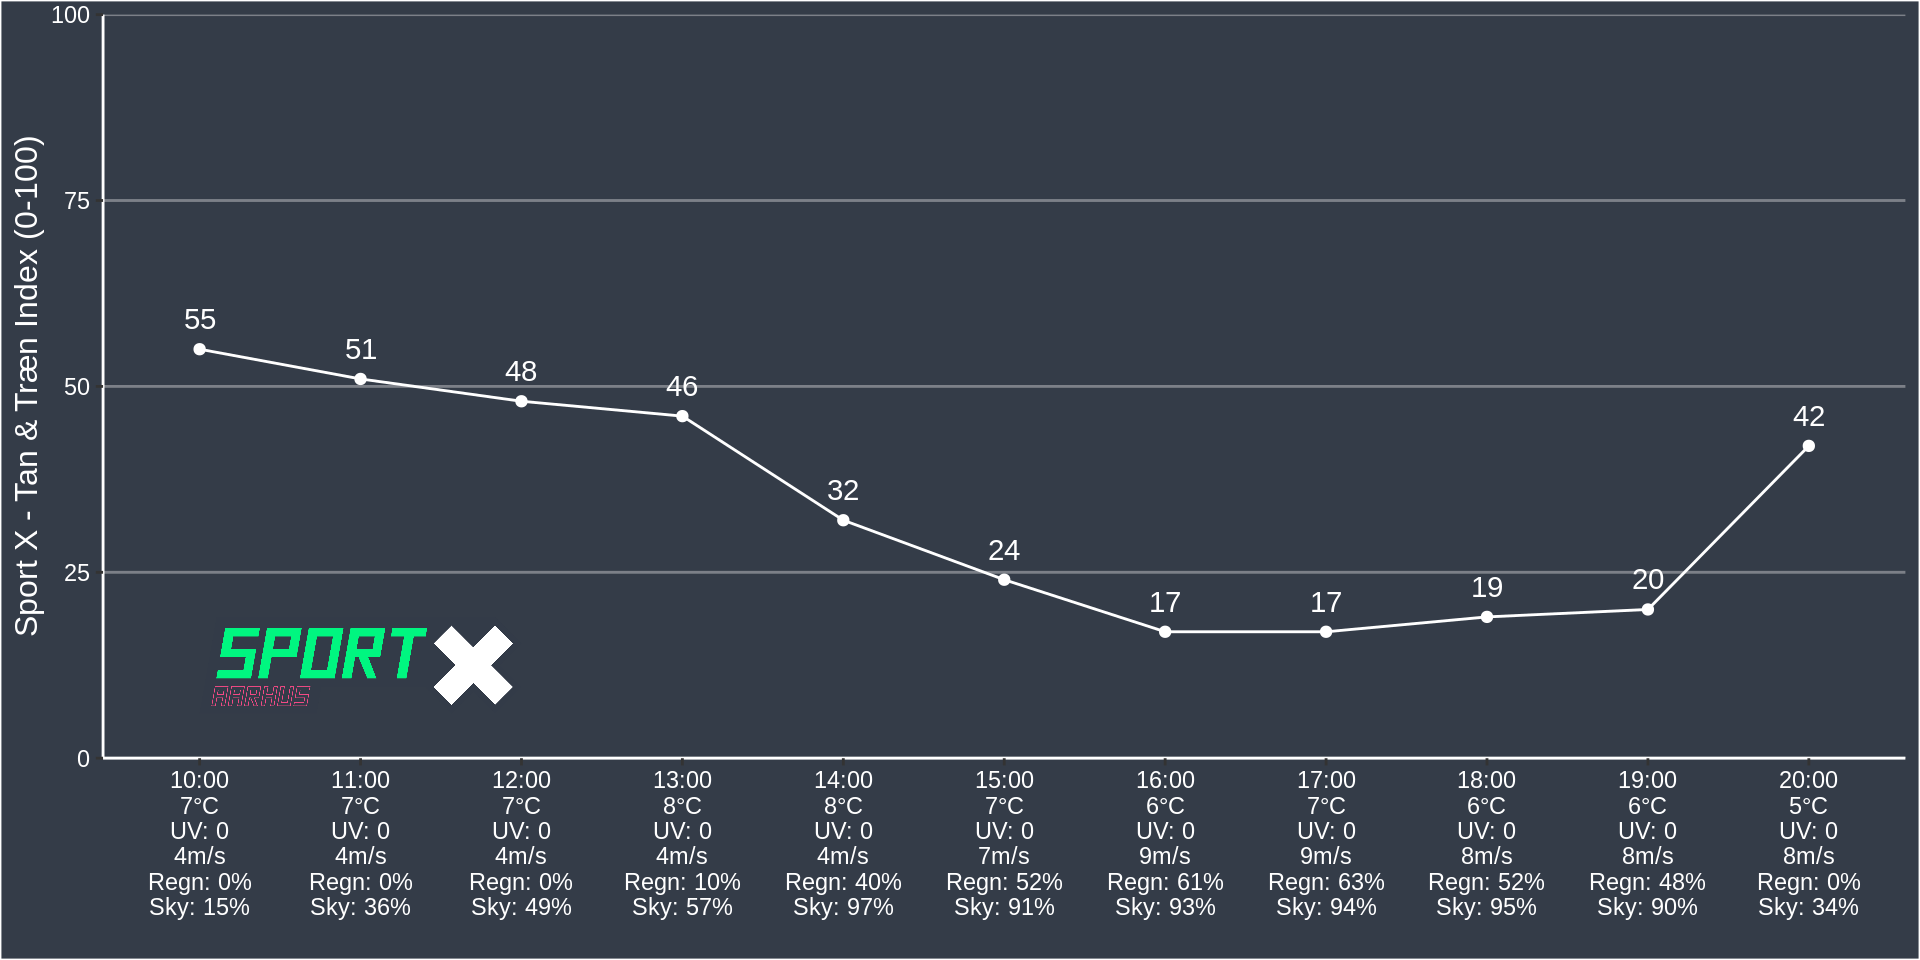 Sport X - Tan & Træn Index (0-100)
100
75
50
25
0
55
51
48
46
32
24
17
17
19
20
42
SPORT X
AARHUS
10:00
7°C
UV: 0
4m/s
Regn: 0%
Sky: 15%
11:00
7°C
UV: 0
4m/s
Regn: 0%
Sky: 36%
12:00
7°C
UV: 0
4m/s
Regn: 0%
Sky: 49%
13:00
8°C
UV: 0
4m/s
Regn: 10%
Sky: 57%
14:00
8°C
UV: 0
4m/s
Regn: 40%
Sky: 97%
15:00
7°C
UV: 0
7m/s
Regn: 52%
Sky: 91%
16:00
6°C
UV: 0
9m/s
Regn: 61%
Sky: 93%
17:00
7°C
UV: 0
9m/s
Regn: 63%
Sky: 94%
18:00
6°C
UV: 0
8m/s
Regn: 52%
Sky: 95%
19:00
6°C
UV: 0
8m/s
Regn: 48%
Sky: 90%
20:00
5°C
UV: 0
8m/s
Regn: 0%
Sky: 34%